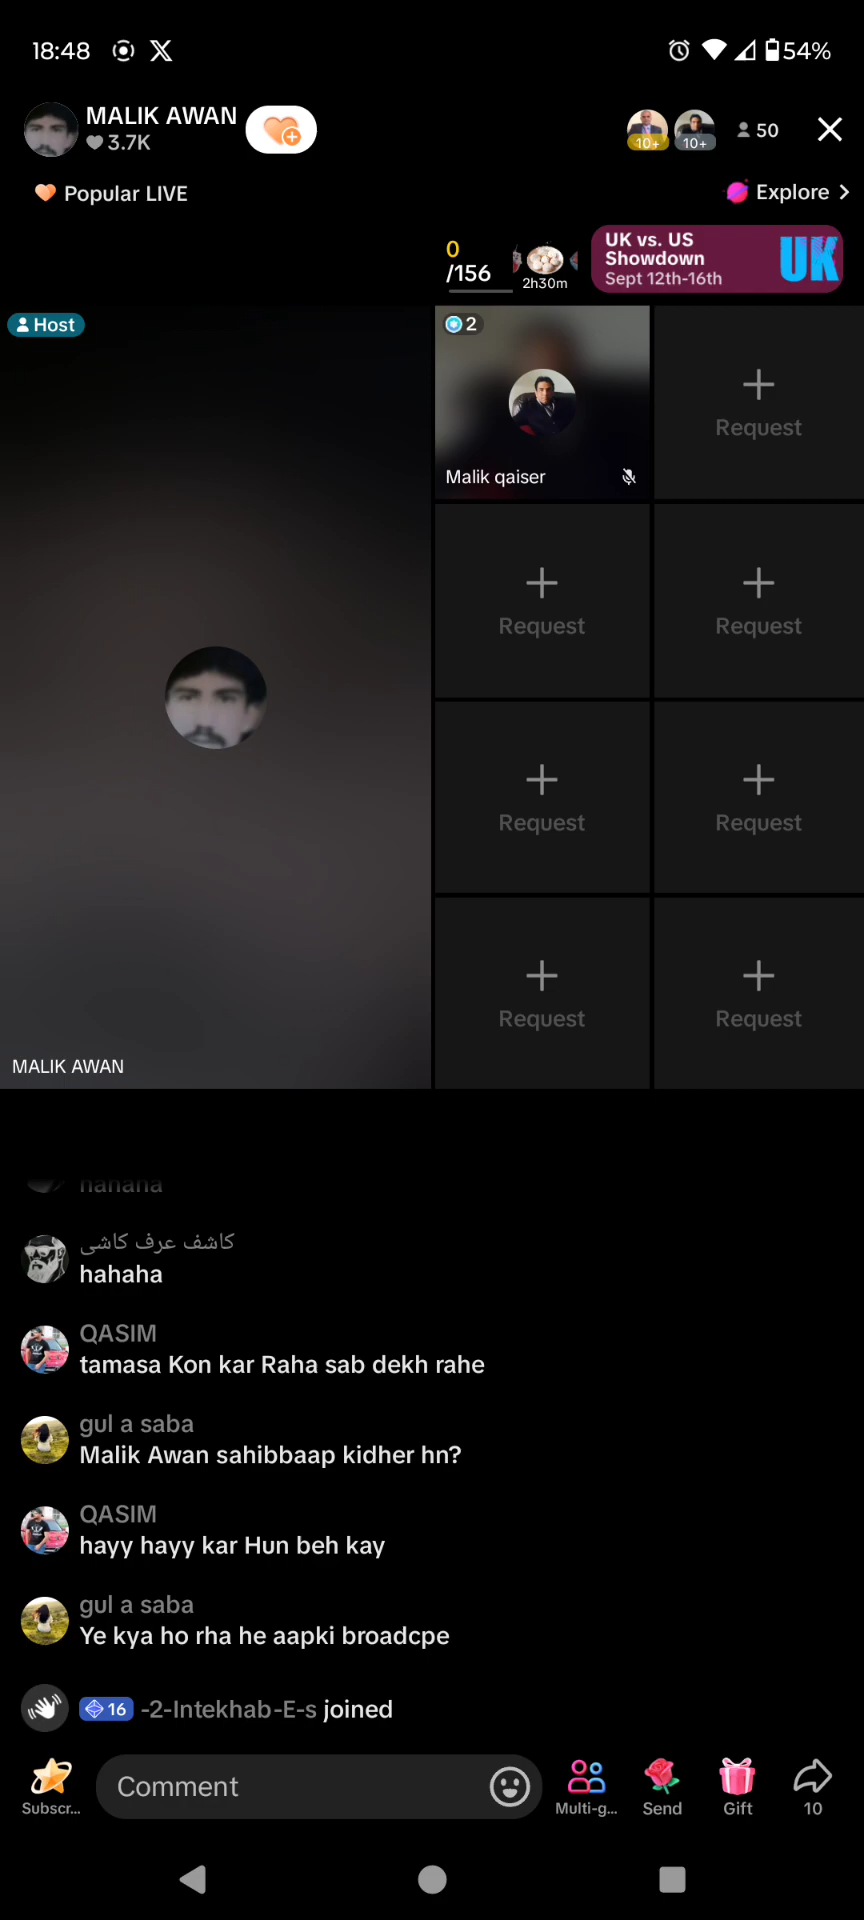 18:48
54%
MALIK AWAN
3.7K
10+
10+
50
Popular LIVE
Explore
0
/156
2h30m
UK vs. US
Showdown
Sept 12th-16th
UK
Host
2
Malik qaiser
Request
Request
Request
Request
Request
Request
Request
MALIK AWAN
hahaha
کاشف عرف کاشی
hahaha
QASIM
tamasa Kon kar Raha sab dekh rahe
gul a saba
Malik Awan sahibbaap kidher hn?
QASIM
hayy hayy kar Hun beh kay
gul a saba
Ye kya ho rha he aapki broadcpe
16 -2-Intekhab-E-s joined
Subscr...
Comment
Multi-g...
Send
Gift
10